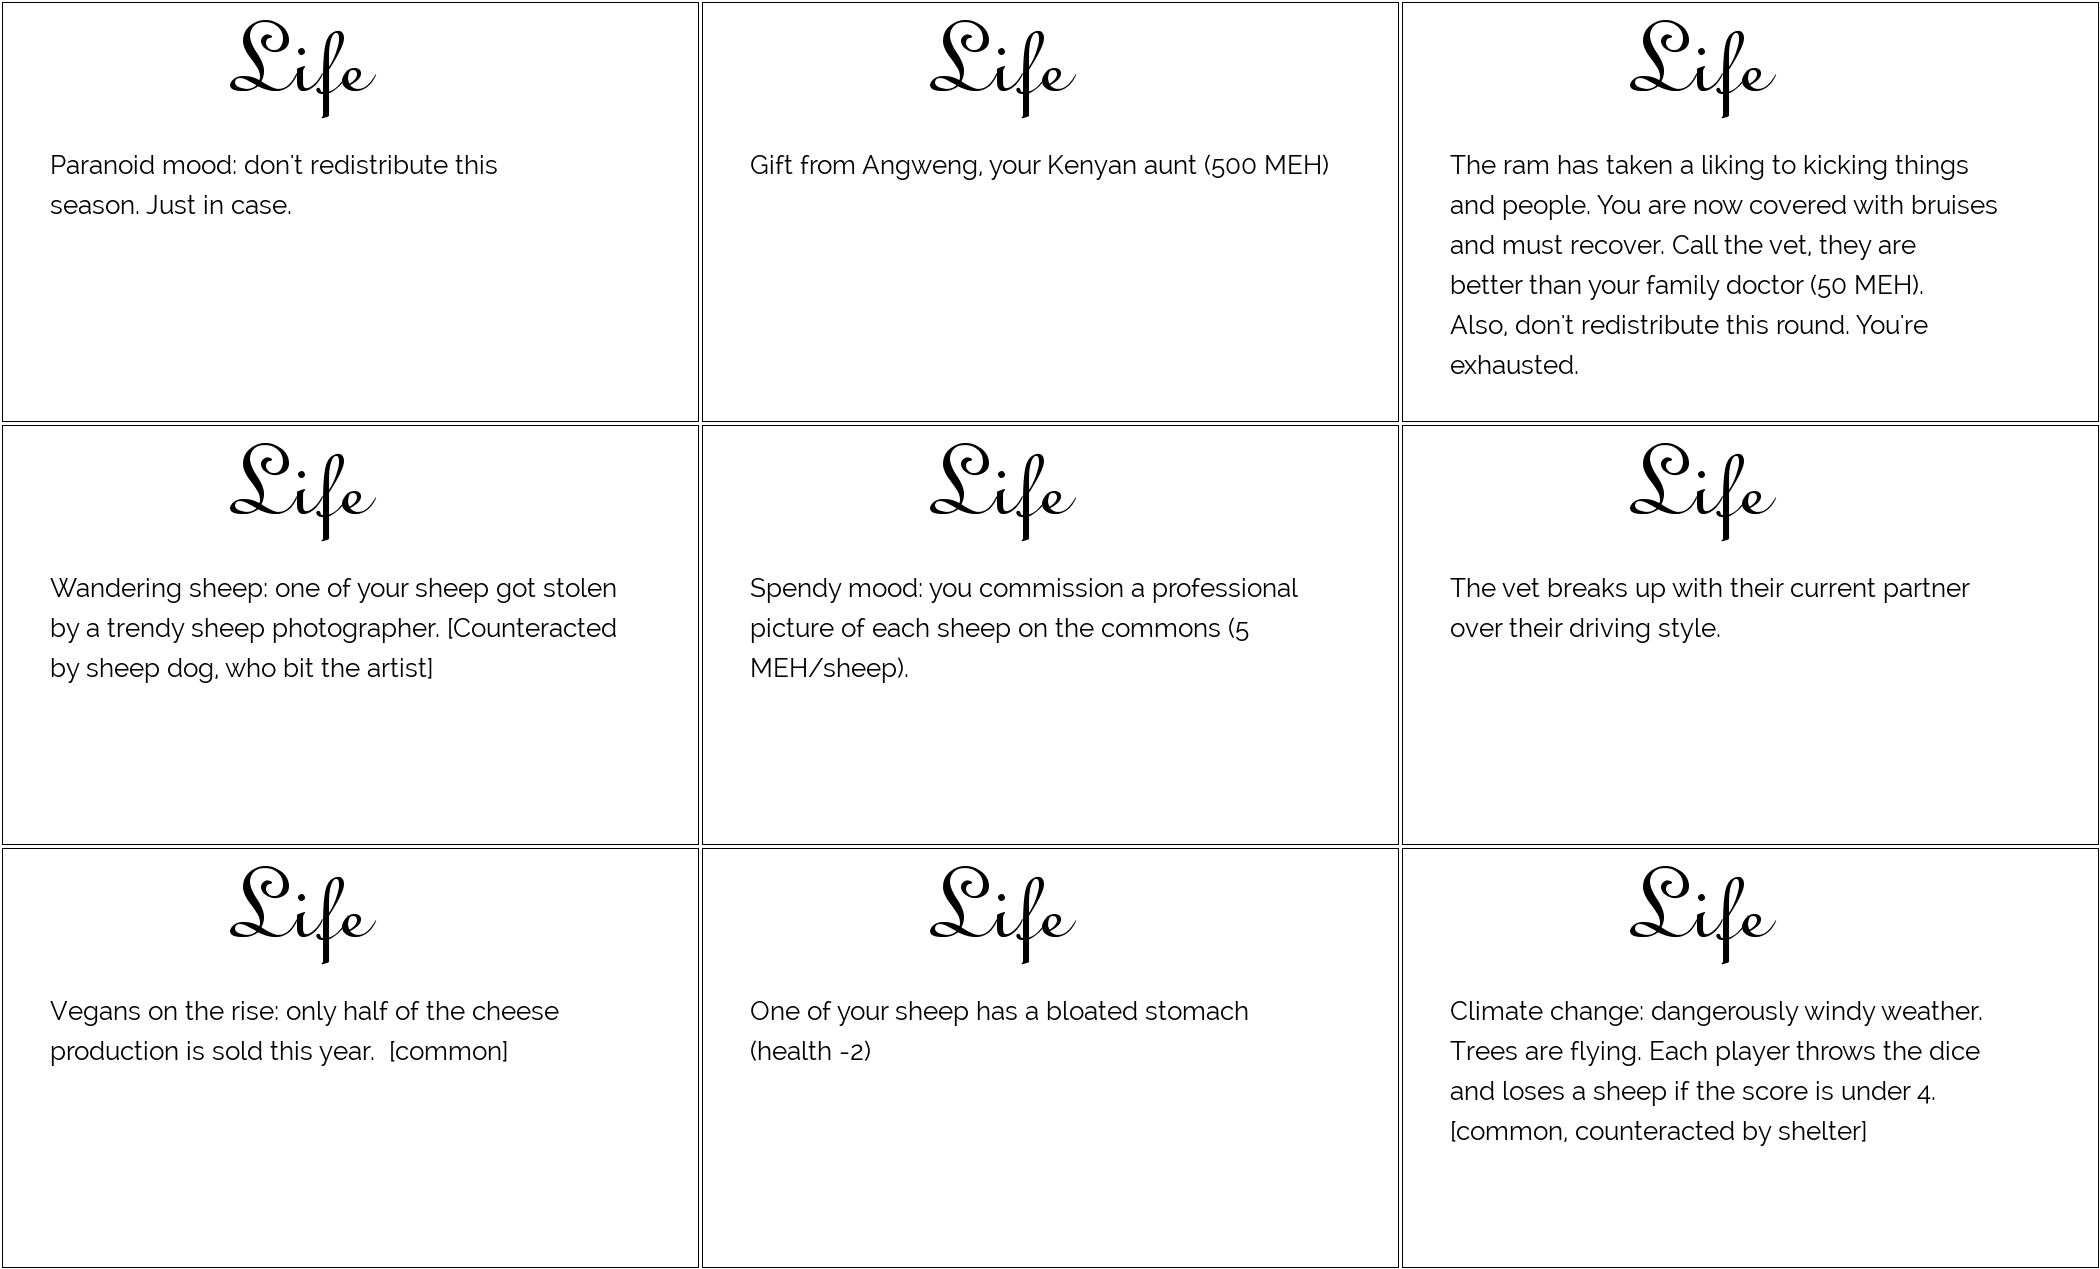 Life
Paranoid mood: don't redistribute this
season. Just in case.
Life
Gift from Angweng, your Kenyan aunt (500 MEH)
Life
The ram has taken a liking to kicking things
and people. You are now covered with bruises
and must recover. Call the vet, they are
better than your family doctor (50 MEH).
Also, don't redistribute this round. You're
exhausted.
Life
Wandering sheep: one of your sheep got stolen
by a trendy sheep photographer. [Counteracted
by sheep dog, who bit the artist]
Life
Spendy mood: you commission a professional
picture of each sheep on the commons (5
MEH/sheep).
Life
The vet breaks up with their current partner
over their driving style.
Life
Vegans on the rise: only half of the cheese
production is sold this year.  [common]
Life
One of your sheep has a bloated stomach
(health -2)
Life
Climate change: dangerously windy weather.
Trees are flying. Each player throws the dice
and loses a sheep if the score is under 4.
[common, counteracted by shelter]